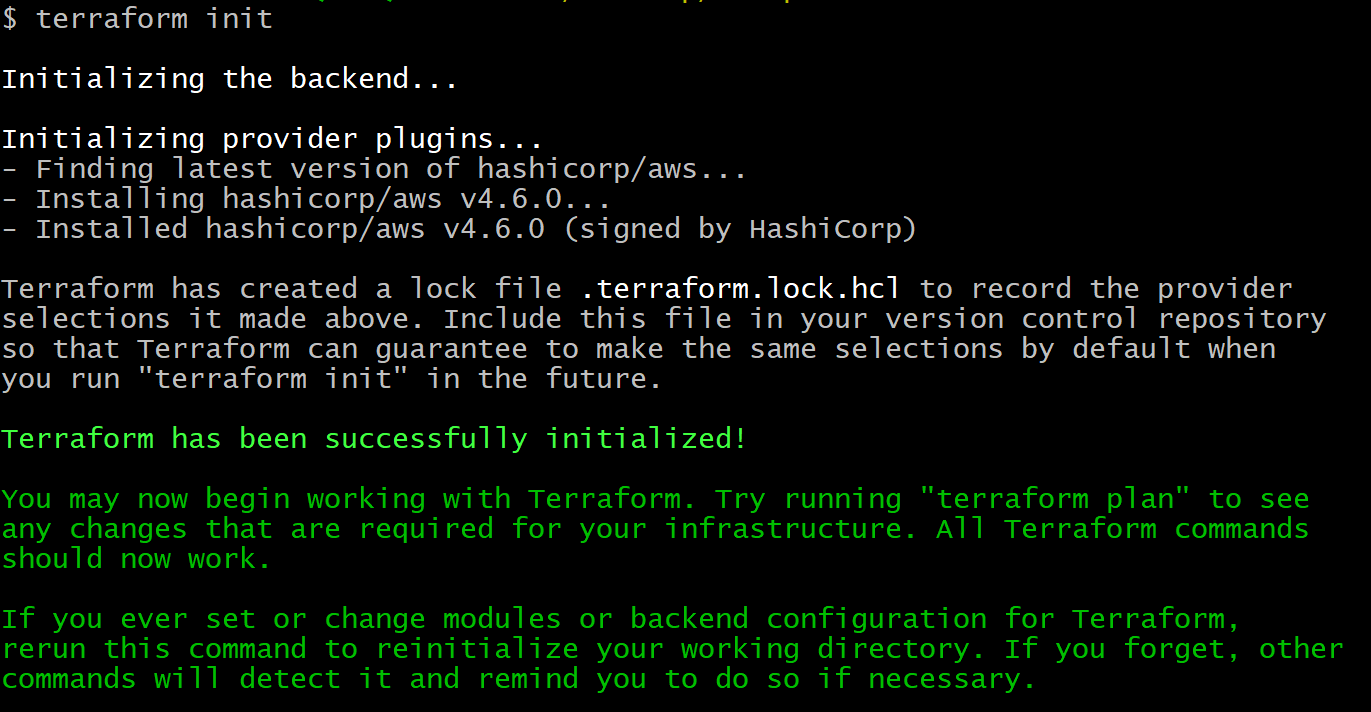 $ terraform init
Initializing the backend...
Initializing provider plugins...
- Finding latest version of hashicorp/aws...
- Installing hashicorp/aws v4.6.0...
- Installed hashicorp/aws v4.6.0 (signed by HashiCorp)
Terraform has created a lock file .terraform.lock.hcl to record the provider
selections it made above. Include this file in your version control repository
so that Terraform can guarantee to make the same selections by default when
you run "terraform init" in the future.
Terraform has been successfully initialized!
You may now begin working with Terraform. Try running "terraform plan" to see
any changes that are required for your infrastructure. All Terraform commands
should now work.
If you ever set or change modules or backend configuration for Terraform,
rerun this command to reinitialize your working directory. If you forget, other
commands will detect it and remind you to do so if necessary.